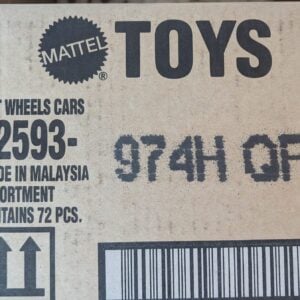 MATTEL ® TOYS
T WHEELS CARS
2593-
DE IN MALAYSIA
ORTMENT
TAINS 72 PCS.
974H QF